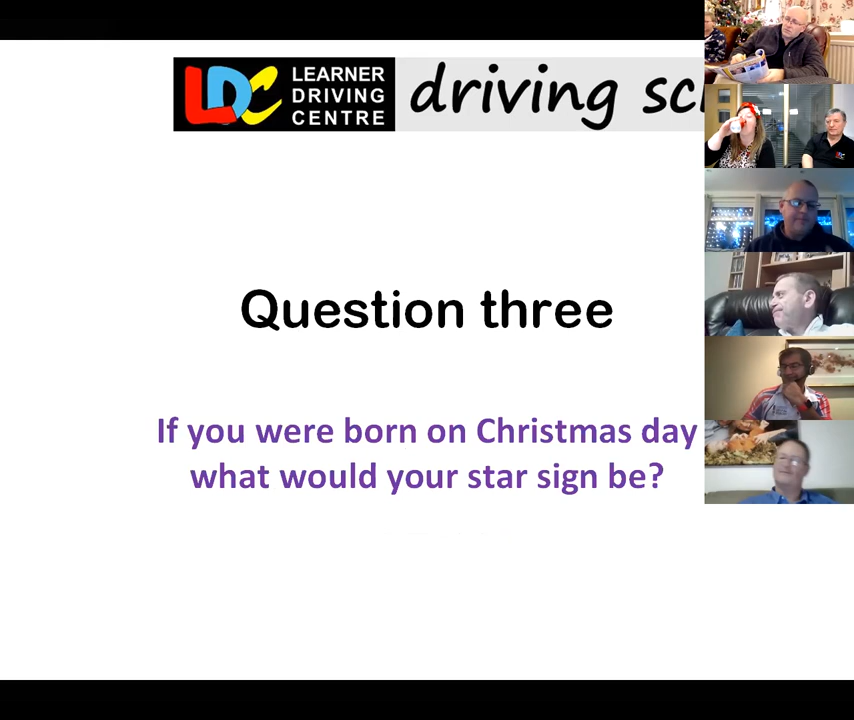 LDC LEARNER
DRIVING
CENTRE
driving sc
Question three
If you were born on Christmas day
what would your star sign be?